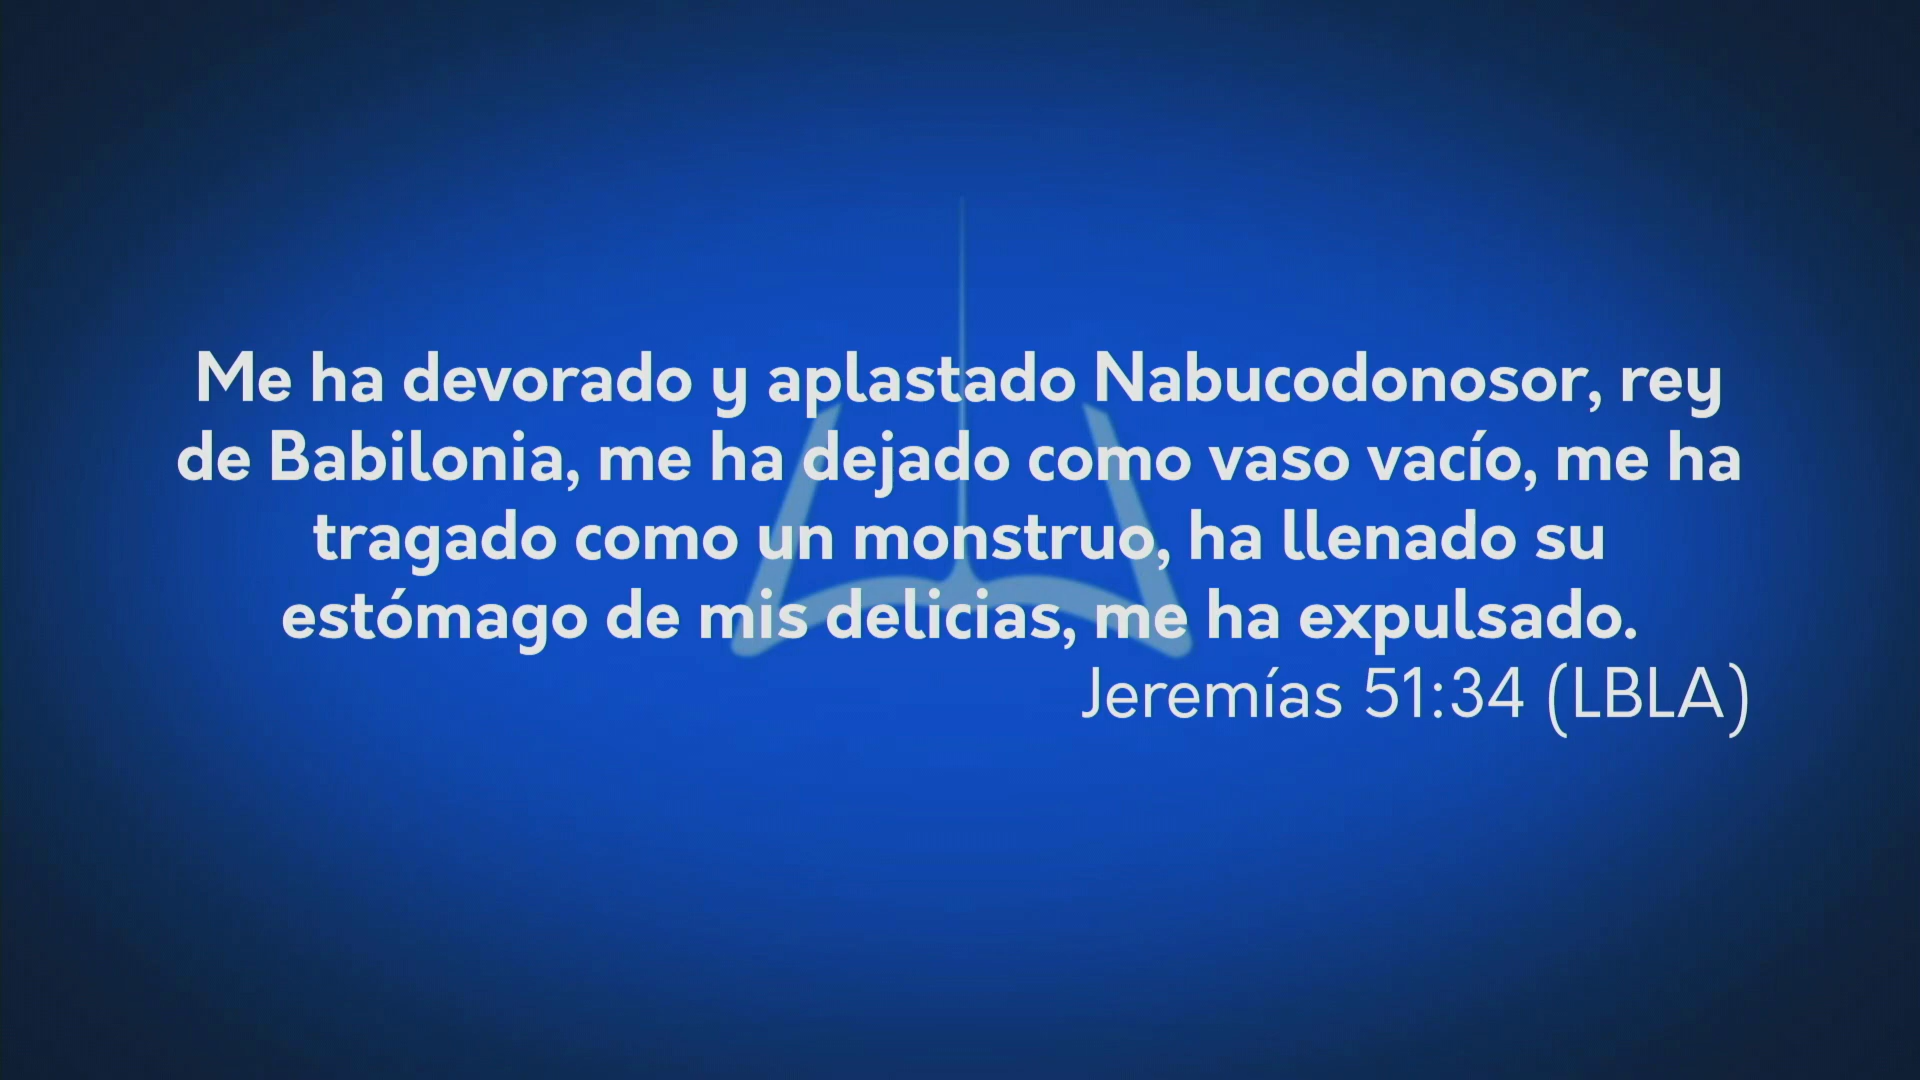 Me ha devorado y aplastado Nabucodonosor, rey
de Babilonia, me ha dejado como vaso vacío, me ha
tragado como un monstruo, ha llenado su
estómago de mis delicias, me ha expulsado.
Jeremías 51:34 (LBLA)